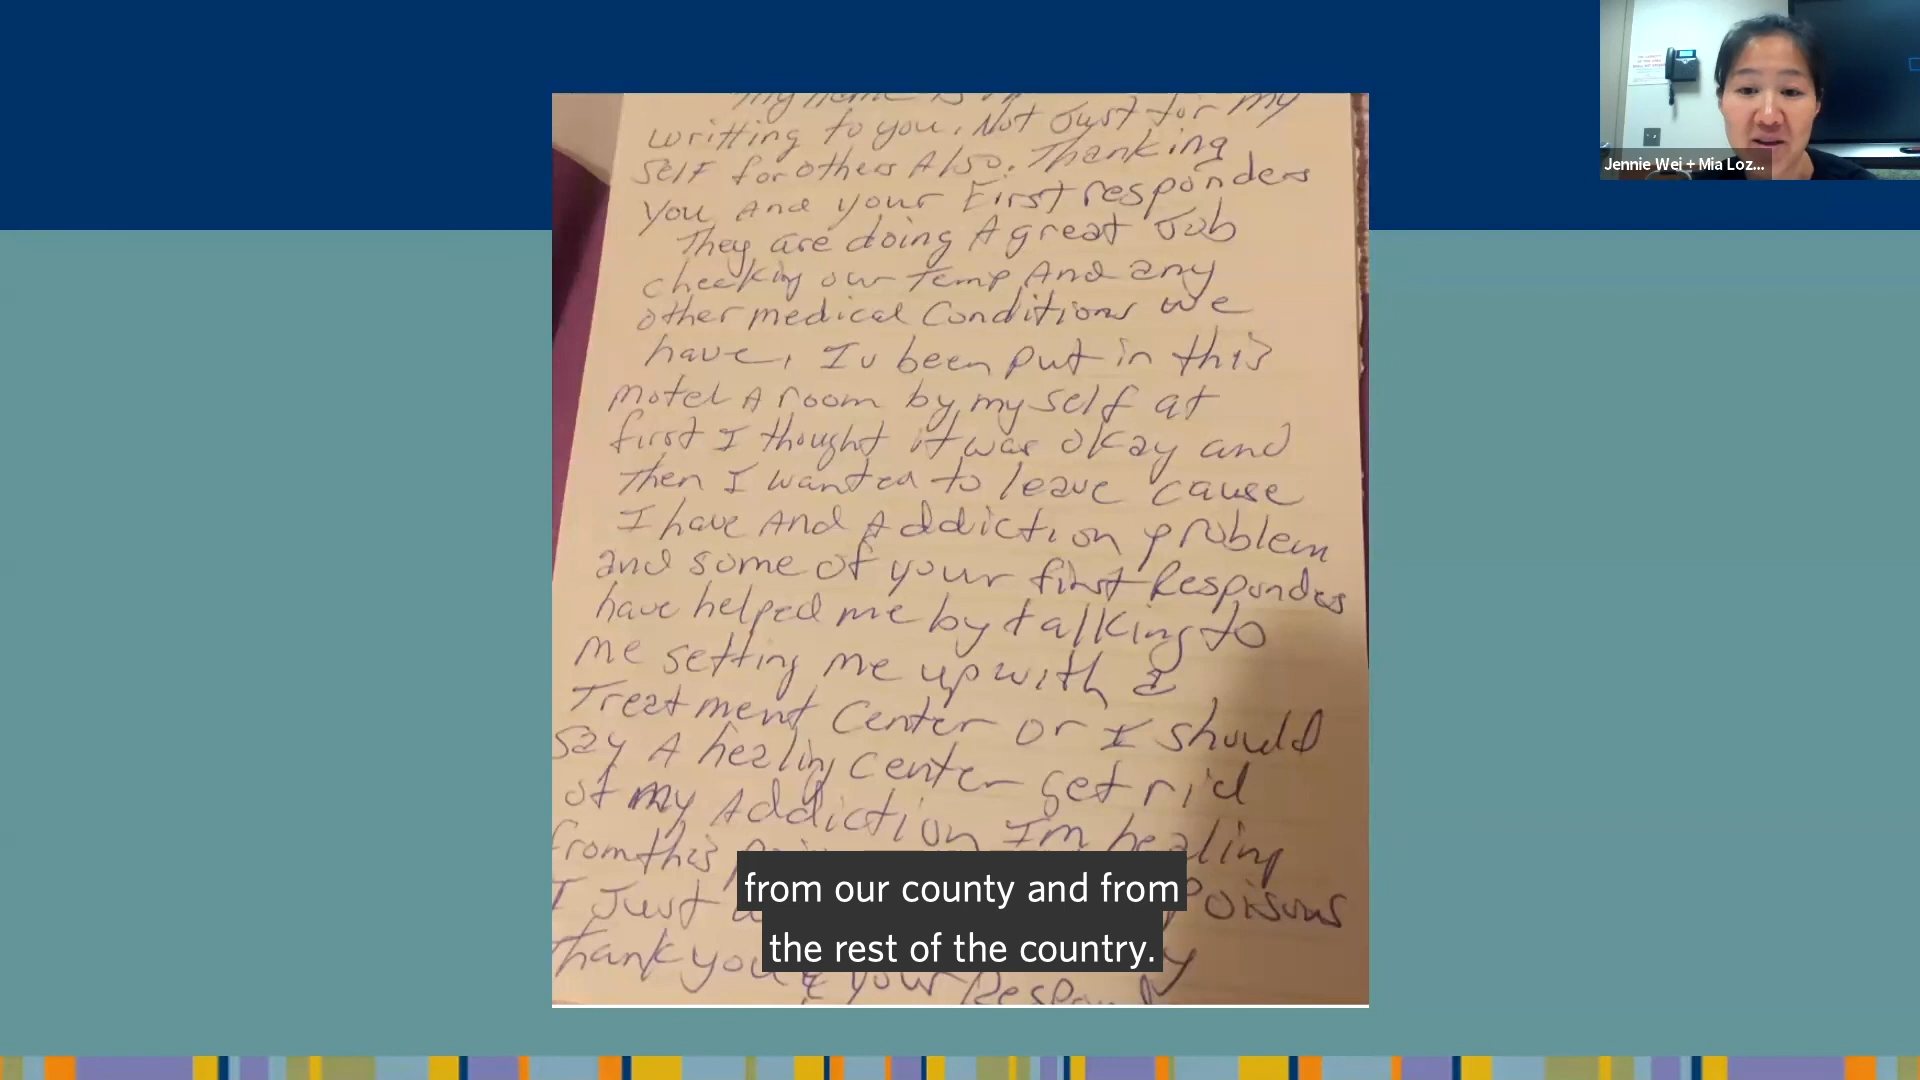 My name is
writting to you. Not Just for my
self for others Also. Thanking
you and your First responders
They are doing A great Job
checking our Temp And any
other medical Conditions we
have, Iv been put in this
motel A room by my self at
first I thought it was okay and
Then I wanted to leave cause
I have And Addiction problem
and some of your first Responders
have helped me by talking to
me setting me up with a
Treatment Center or I should
say A healing Center get rid
of my Addiction Im healing
from this
I Just Poisons
Thank you & your
Jennie Wei + Mia Loz...
from our county and from
the rest of the country.